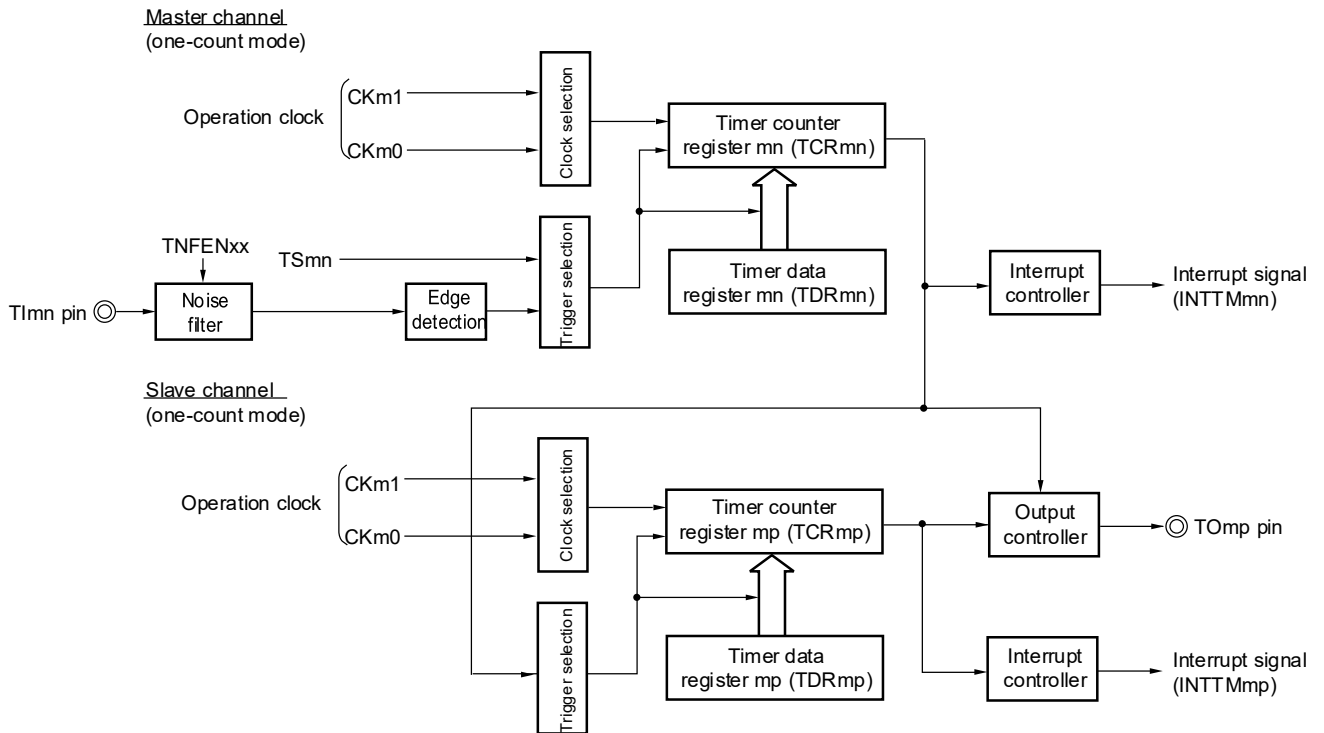 Master channel
(one-count mode)
Operation clock
CKm1
CKm0
Clock selection
Timer counter
register mn (TCRmn)
TNFENxx
TSmn
TImn pin
Noise
filter
Edge
detection
Trigger selection
Timer data
register mn (TDRmn)
Interrupt
controller
Interrupt signal
(INTTMmn)
Slave channel
(one-count mode)
Operation clock
CKm1
CKm0
Clock selection
Timer counter
register mp (TCRmp)
Output
controller
TOmp pin
Trigger selection
Timer data
register mp (TDRmp)
Interrupt
controller
Interrupt signal
(INTTMmp)